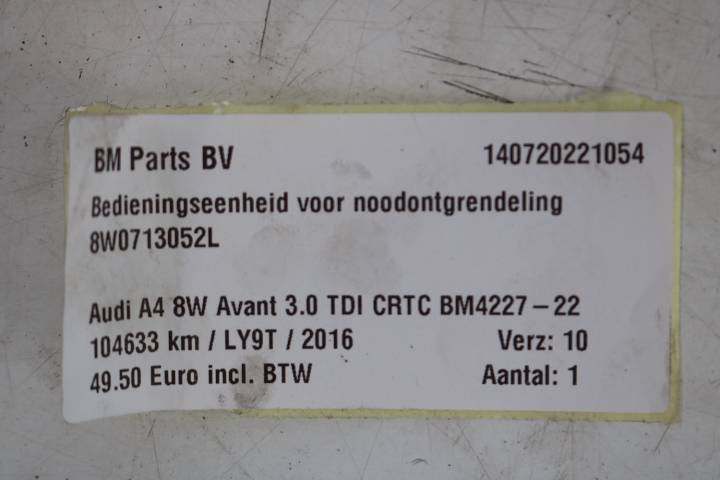 BM Parts BV 140720221054
Bedieningseenheid voor noodontgrendeling
8W0713052L
Audi A4 8W Avant 3.0 TDI CRTC BM4227-22
104633 km / LY9T / 2016 Verz: 10
49.50 Euro incl. BTW Aantal: 1